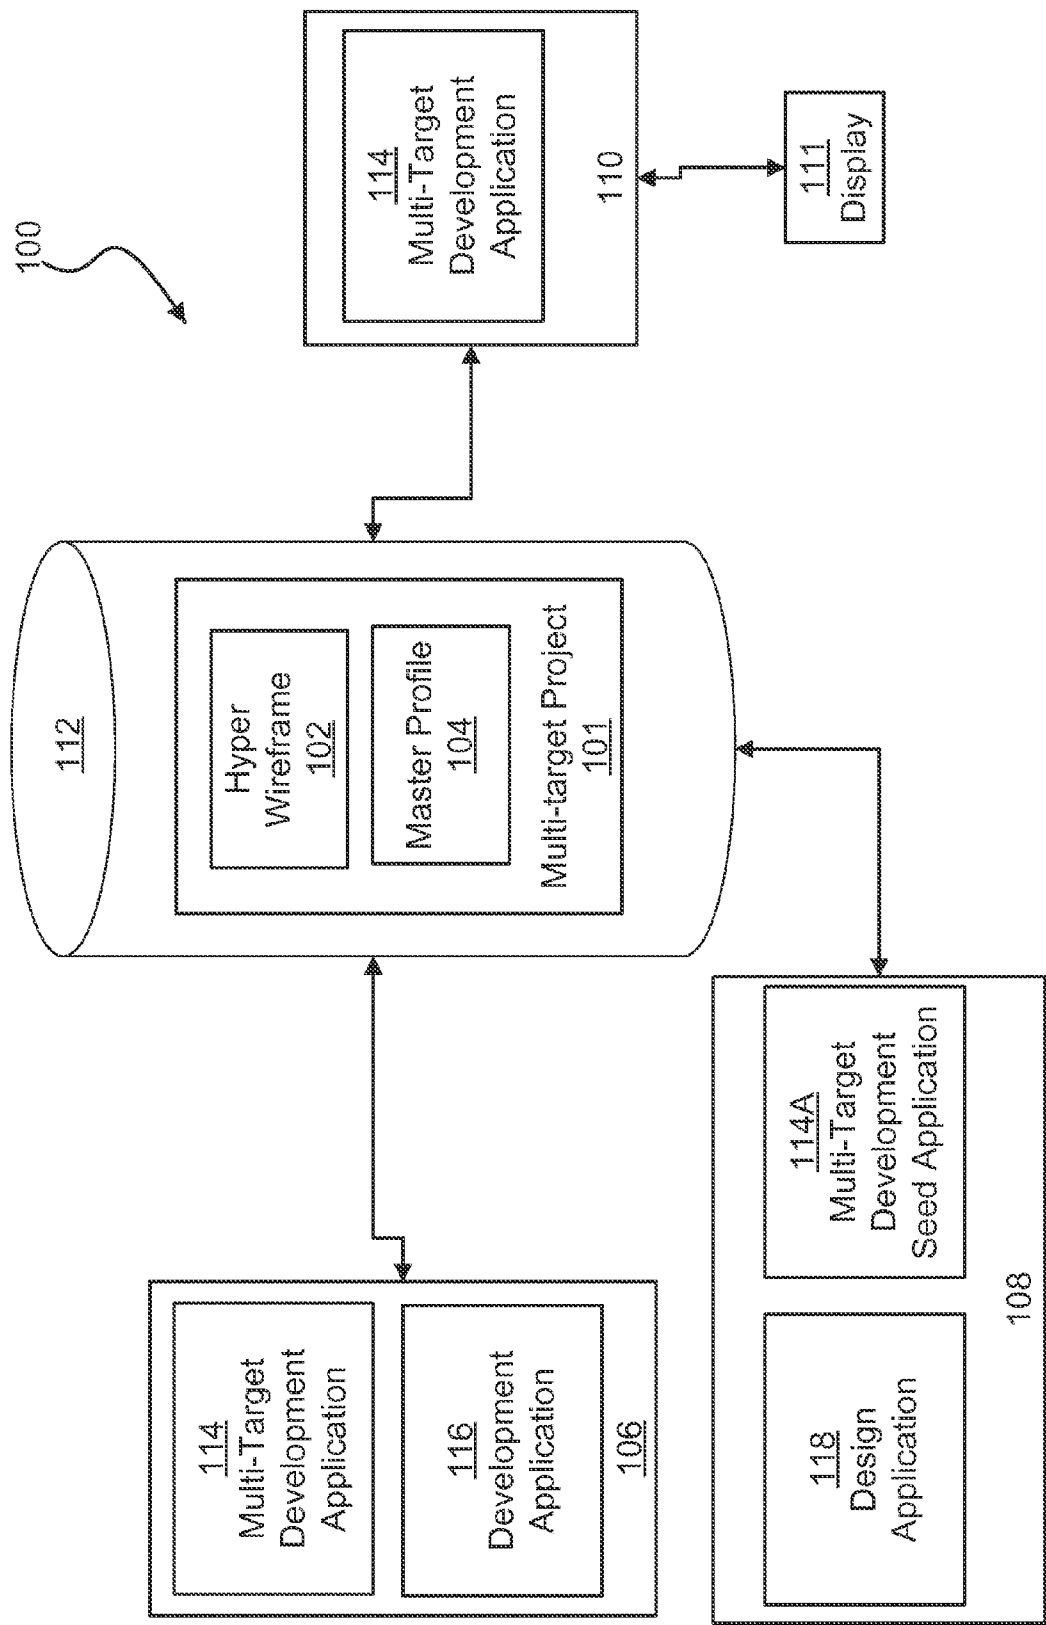 100
112
Hyper
Wireframe
102
Master Profile
104
Multi-target Project
101
114
Multi-Target
Development
Application
116
Development
Application
106
114
Multi-Target
Development
Application
110
111
Display
118
Design
Application
114A
Multi-Target
Development
Seed Application
108